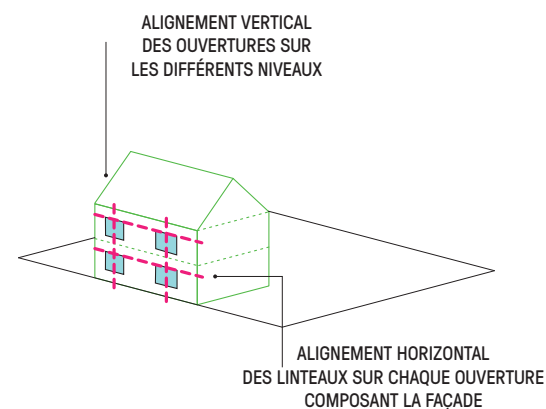 ALIGNEMENT VERTICAL
DES OUVERTURES SUR
LES DIFFÉRENTS NIVEAUX
ALIGNEMENT HORIZONTAL
DES LINTEAUX SUR CHAQUE OUVERTURE
COMPOSANT LA FAÇADE